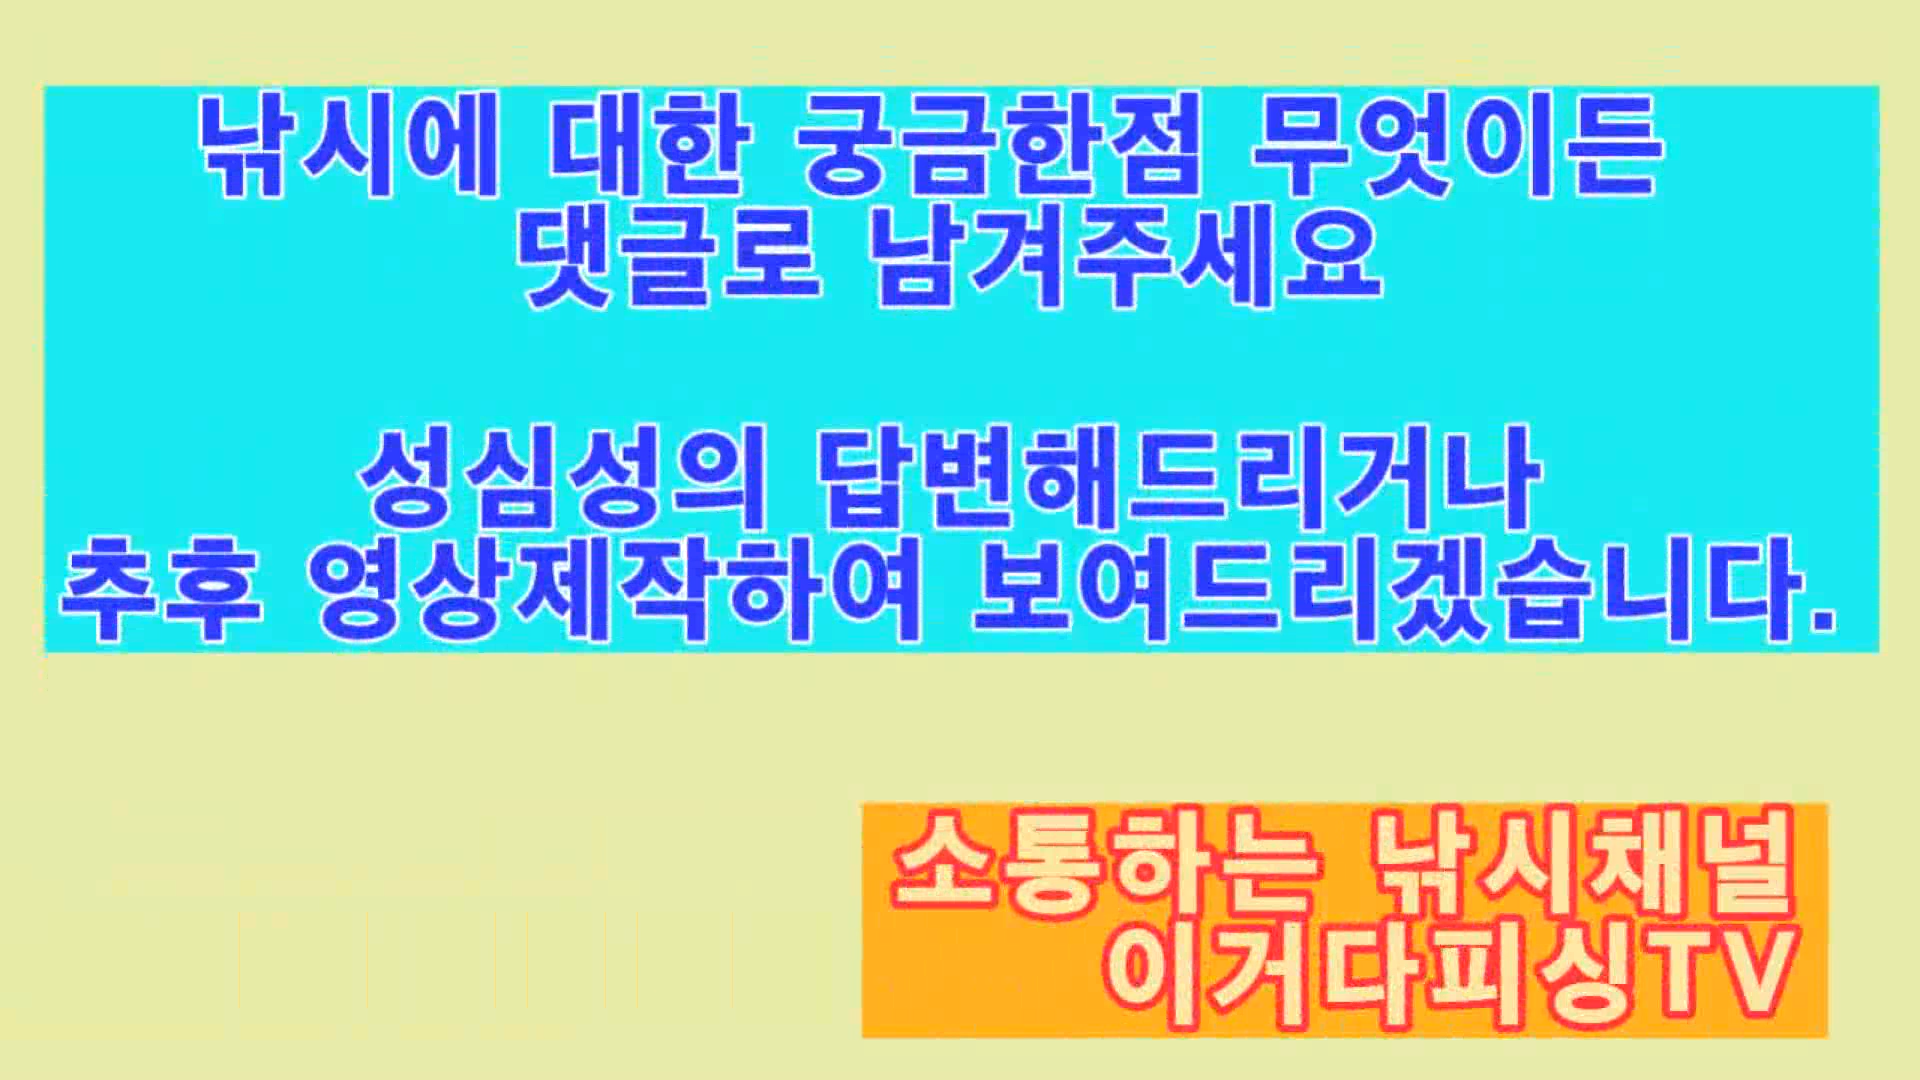 낚시에 대한 궁금한점 무엇이든
댓글로 남겨주세요
성심성의 답변해드리거나
추후 영상제작하여 보여드리겠습니다.
소통하는 낚시채널
이거다피싱TV